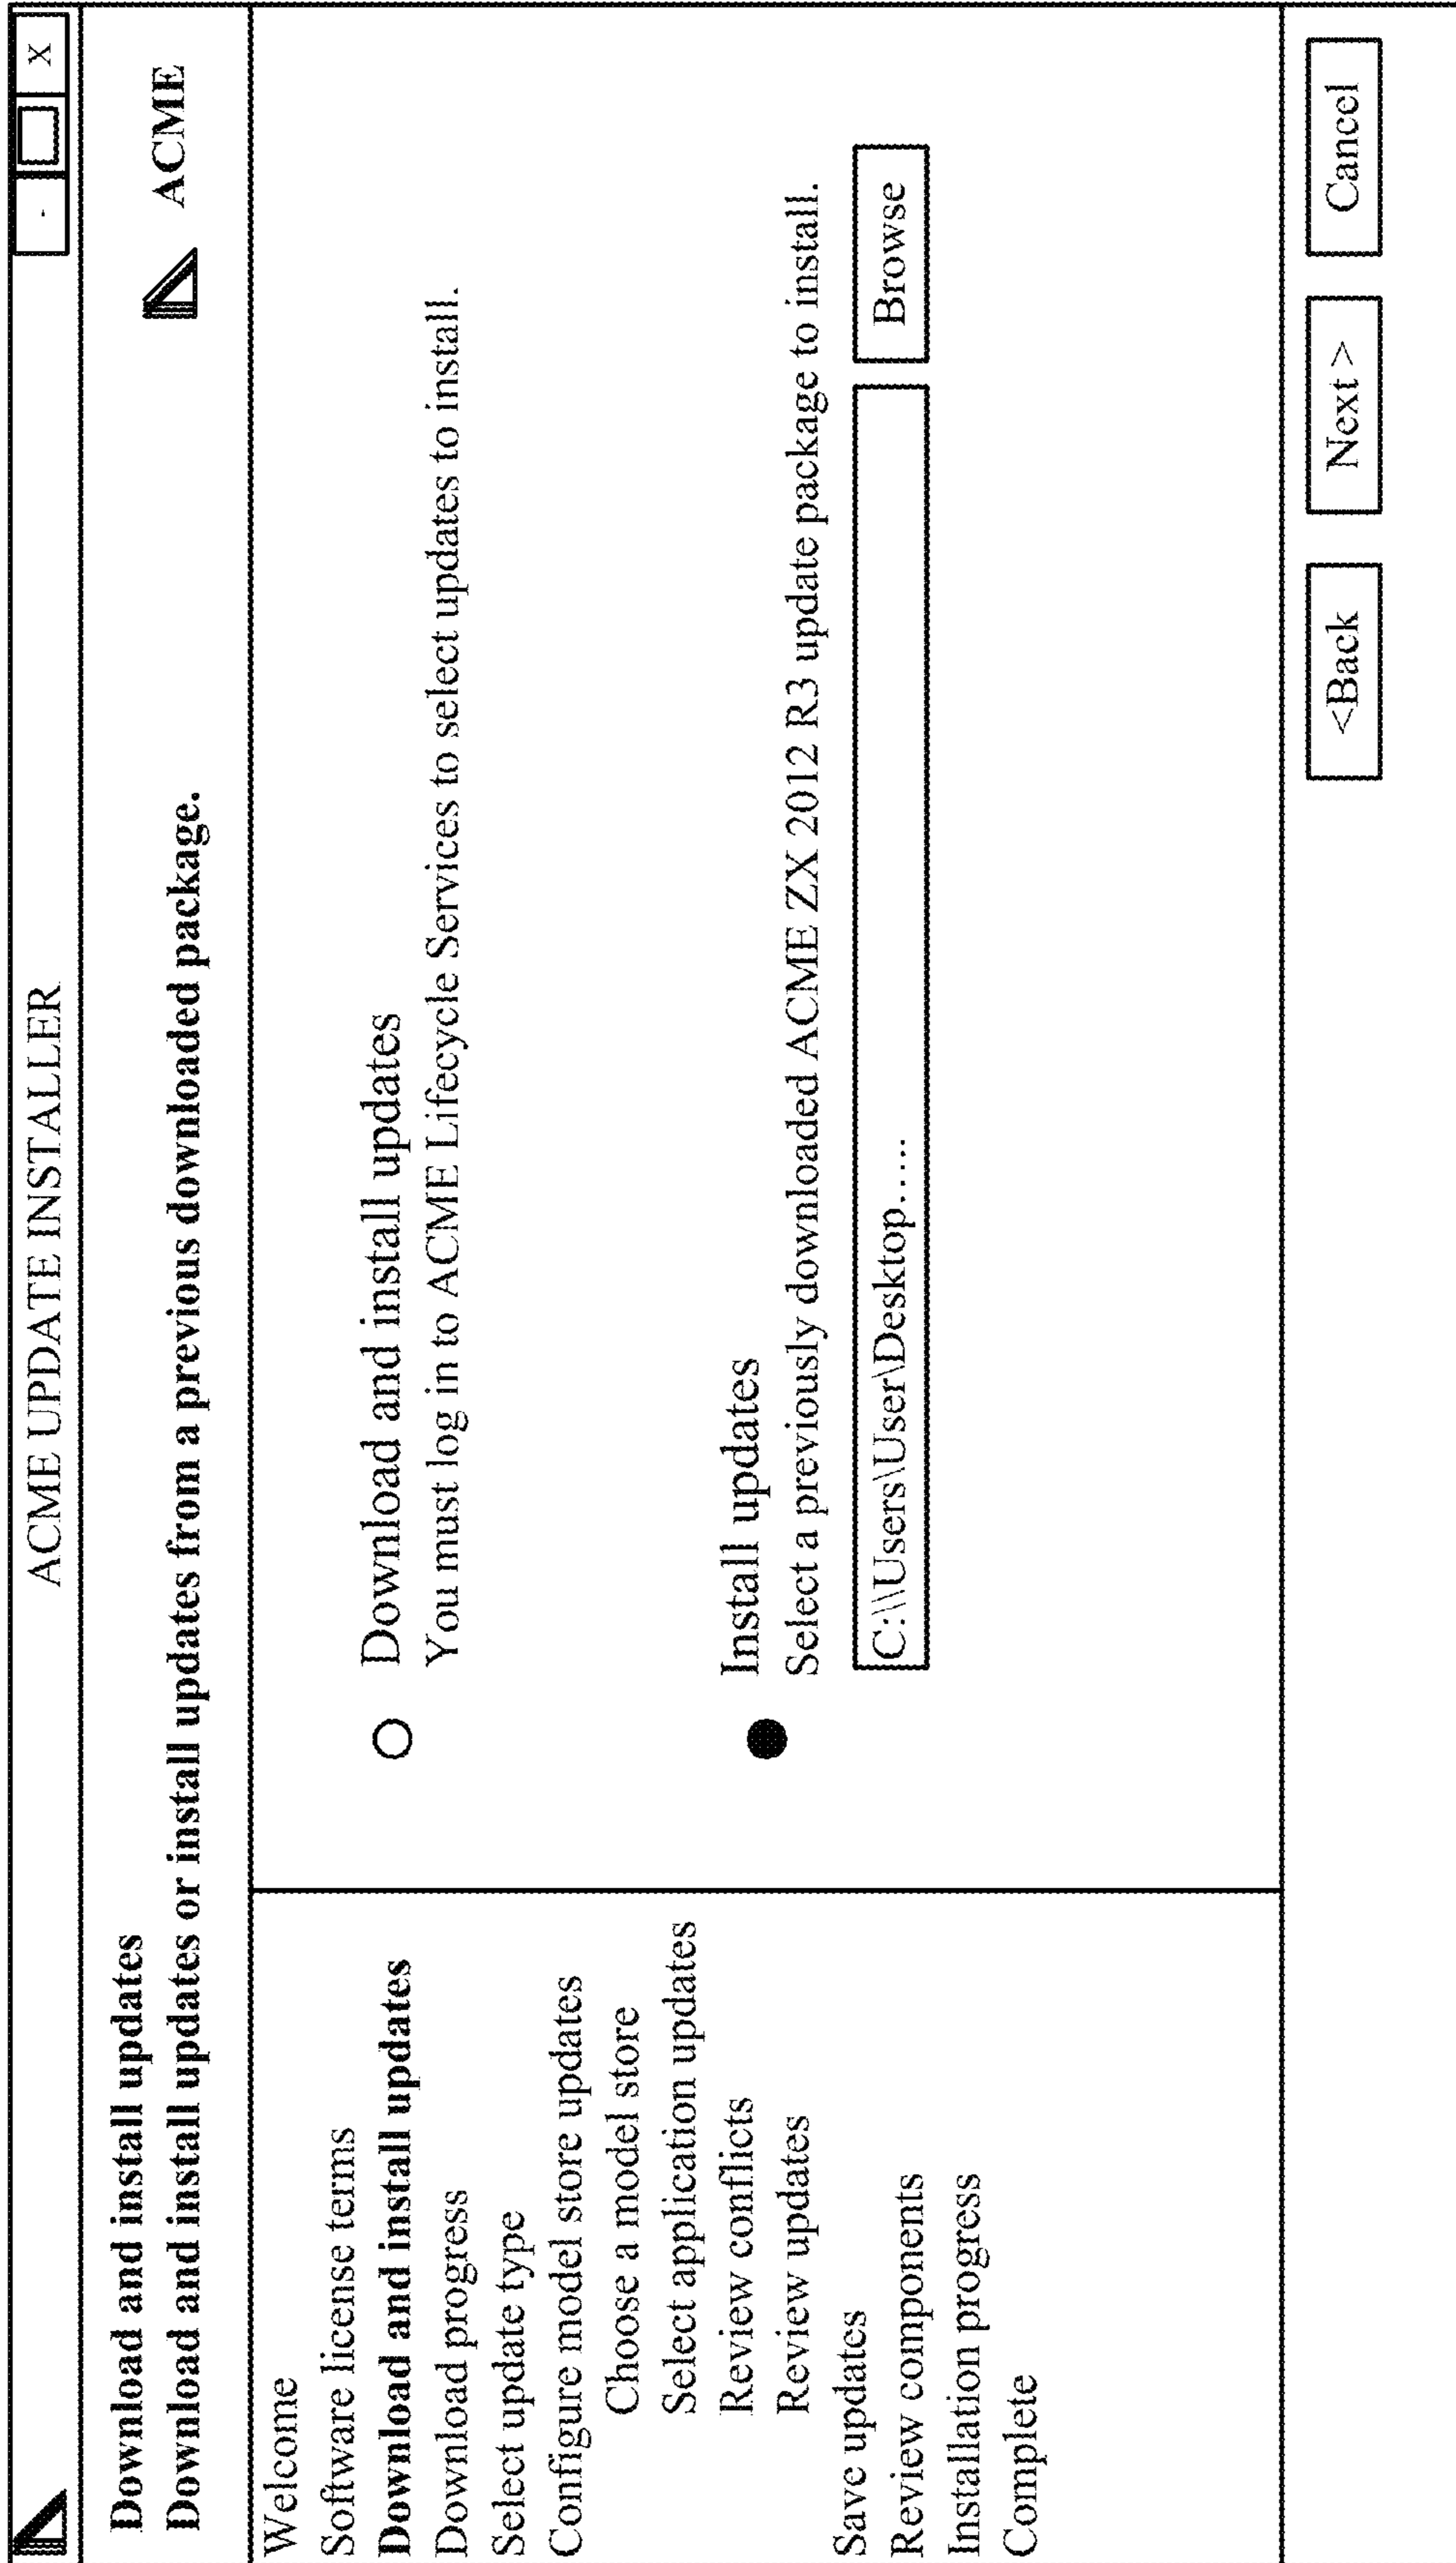 ACME UPDATE INSTALLER
- X
Download and install updates
Download and install updates or install updates from a previous downloaded package.
ACME
Welcome
Software license terms
Download and install updates
Download progress
Select update type
Configure model store updates
Choose a model store
Select application updates
Review conflicts
Review updates
Save updates
Review components
Installation progress
Complete
Download and install updates
You must log in to ACME Lifecycle Services to select updates to install.
Install updates
Select a previously downloaded ACME ZX 2012 R3 update package to install.
C:\\Users\User\Desktop.....
Browse
<Back
Next >
Cancel